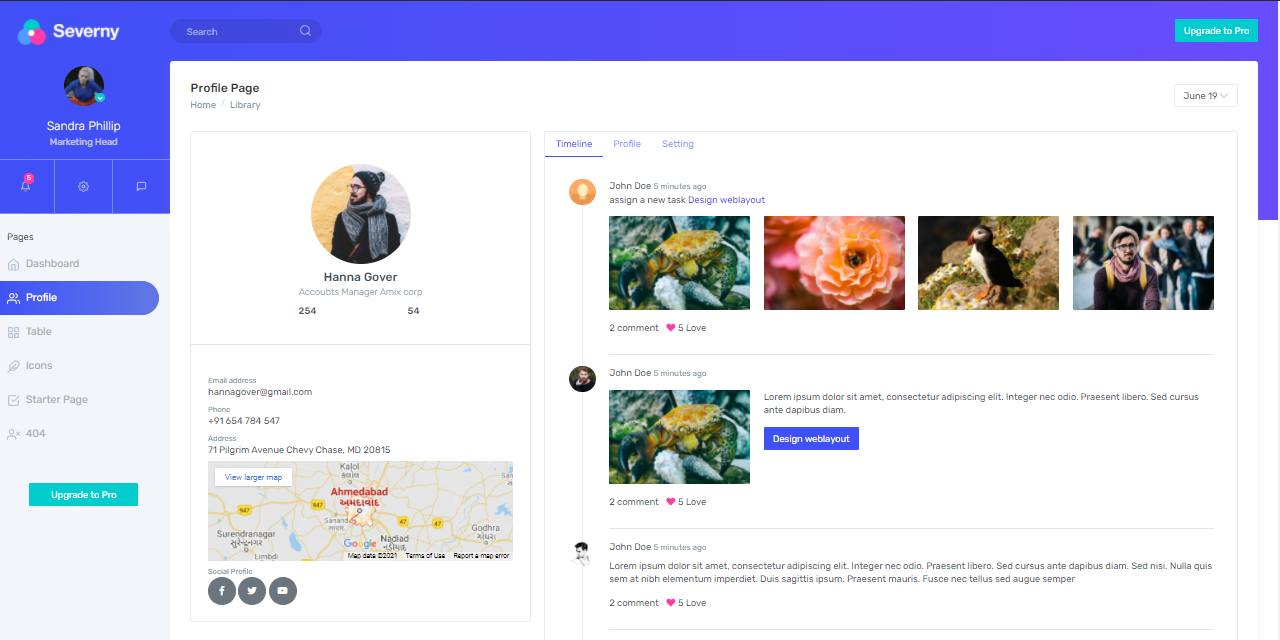 Severny
Search
Upgrade to Pro
Sandra Phillip
Marketing Head
5
Pages
Dashboard
Profile
Table
Icons
Starter Page
404
Upgrade to Pro
Profile Page
Home / Library
June 19
Hanna Gover
Accoubts Manager Amix corp
254 54
Email address
hannagover@gmail.com
Phone
+91 654 784 547
Address
71 Pilgrim Avenue Chevy Chase, MD 20815
View larger map
Kalol
કલોલ
Ahmedabad
અમદાવાદ
947
947
Sanand
સાણંદ
47
47
Godhra
ગોધરા
Surendranagar
સુરેન્દ્રનગર
Nadiad
નડીઆદ
Limbdi
Google
Map data ©2021 Terms of Use Report a map error
Social Profile
Timeline Profile Setting
John Doe 5 minutes ago
assign a new task Design weblayout
2 comment 5 Love
John Doe 5 minutes ago
Lorem ipsum dolor sit amet, consectetur adipiscing elit. Integer nec odio. Praesent libero. Sed cursus
ante dapibus diam.
Design weblayout
2 comment 5 Love
John Doe 5 minutes ago
Lorem ipsum dolor sit amet, consectetur adipiscing elit. Integer nec odio. Praesent libero. Sed cursus ante dapibus diam. Sed nisi. Nulla quis
sem at nibh elementum imperdiet. Duis sagittis ipsum. Praesent mauris. Fusce nec tellus sed augue semper
2 comment 5 Love